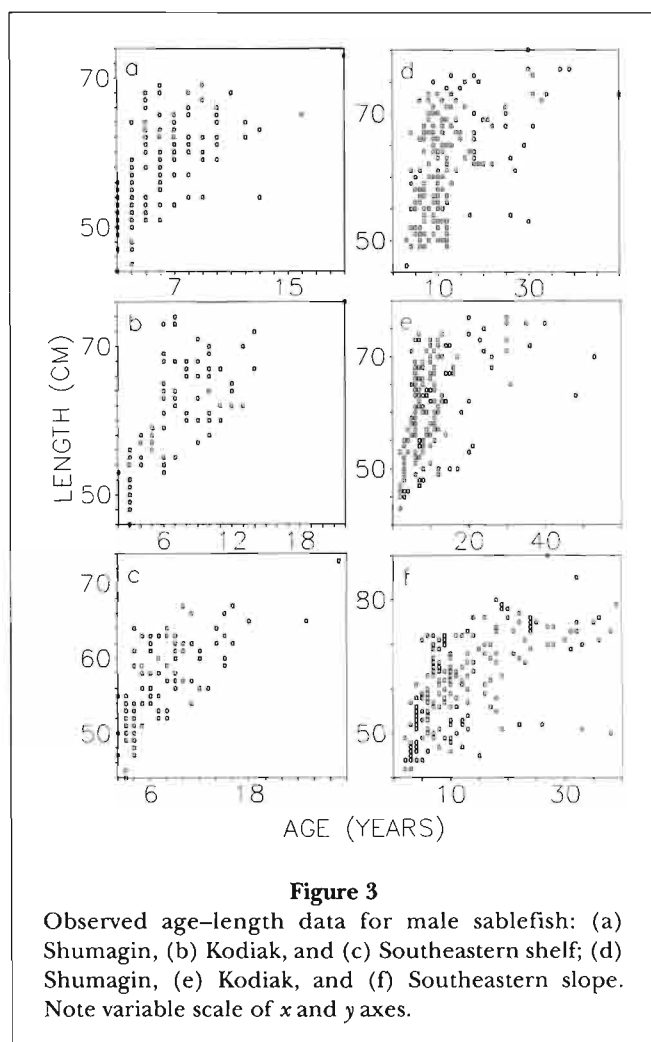 a
70
50
7 15
d
70
50
10 30
b
70
50
6 12 18
e
70
50
20 40
c
70
60
50
6 18
f
80
50
10 30
LENGTH (CM)
AGE (YEARS)
Figure 3
Observed age–length data for male sablefish: (a)
Shumagin, (b) Kodiak, and (c) Southeastern shelf; (d)
Shumagin, (e) Kodiak, and (f) Southeastern slope.
Note variable scale of x and y axes.